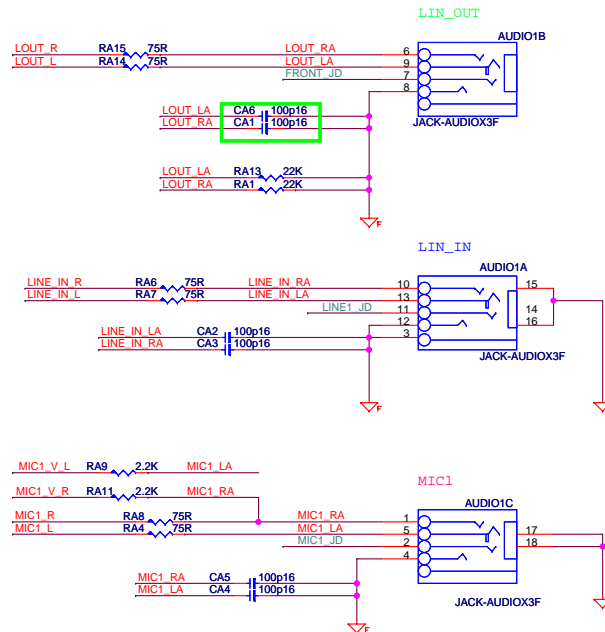 LIN_OUT
AUDIO1B
LOUT_R RA15 75R LOUT_RA 6
LOUT_L RA14 75R LOUT_LA 9
FRONT_JD 7
8
LOUT_LA CA6 100p16
LOUT_RA CA1 100p16
JACK-AUDIOX3F
LOUT_LA RA13 22K
LOUT_RA RA1 22K
F
LIN_IN
AUDIO1A
LINE_IN_R RA6 75R LINE_IN_RA 10 15
LINE_IN_L RA7 75R LINE_IN_LA 13
LINE1_JD 11 14
12 16
LINE_IN_LA CA2 100p16 3
LINE_IN_RA CA3 100p16
JACK-AUDIOX3F
F
MIC1_V_L RA9 2.2K MIC1_LA
MIC1
MIC1_V_R RA11 2.2K MIC1_RA
AUDIO1C
MIC1_R RA8 75R MIC1_RA 1
MIC1_L RA4 75R MIC1_LA 5 17
MIC1_JD 2 18
4
MIC1_RA CA5 100p16
MIC1_LA CA4 100p16
JACK-AUDIOX3F
F